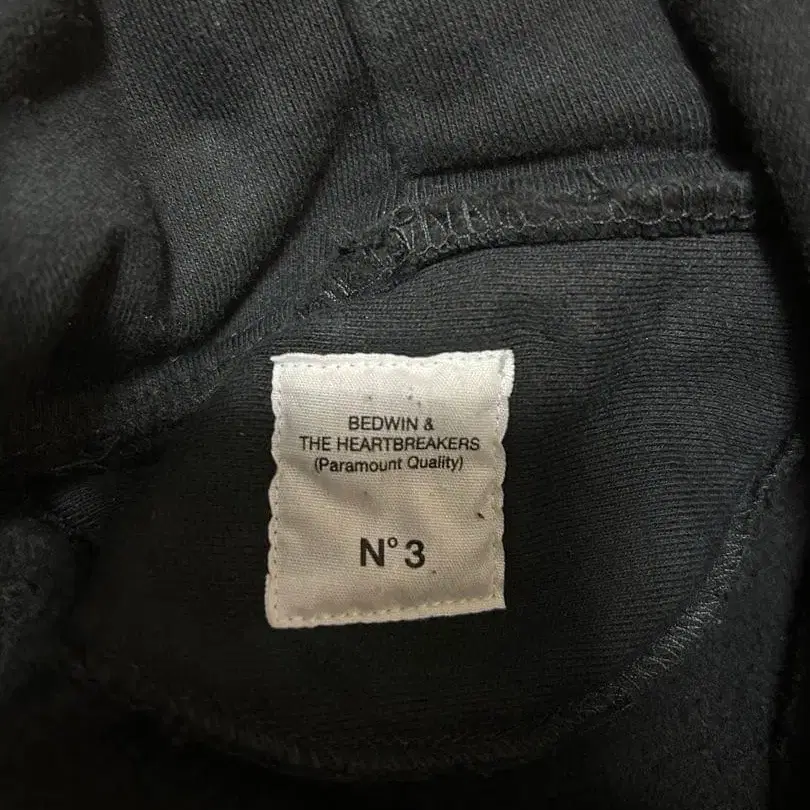 BEDWIN &
THE HEARTBREAKERS
(Paramount Quality)
N° 3